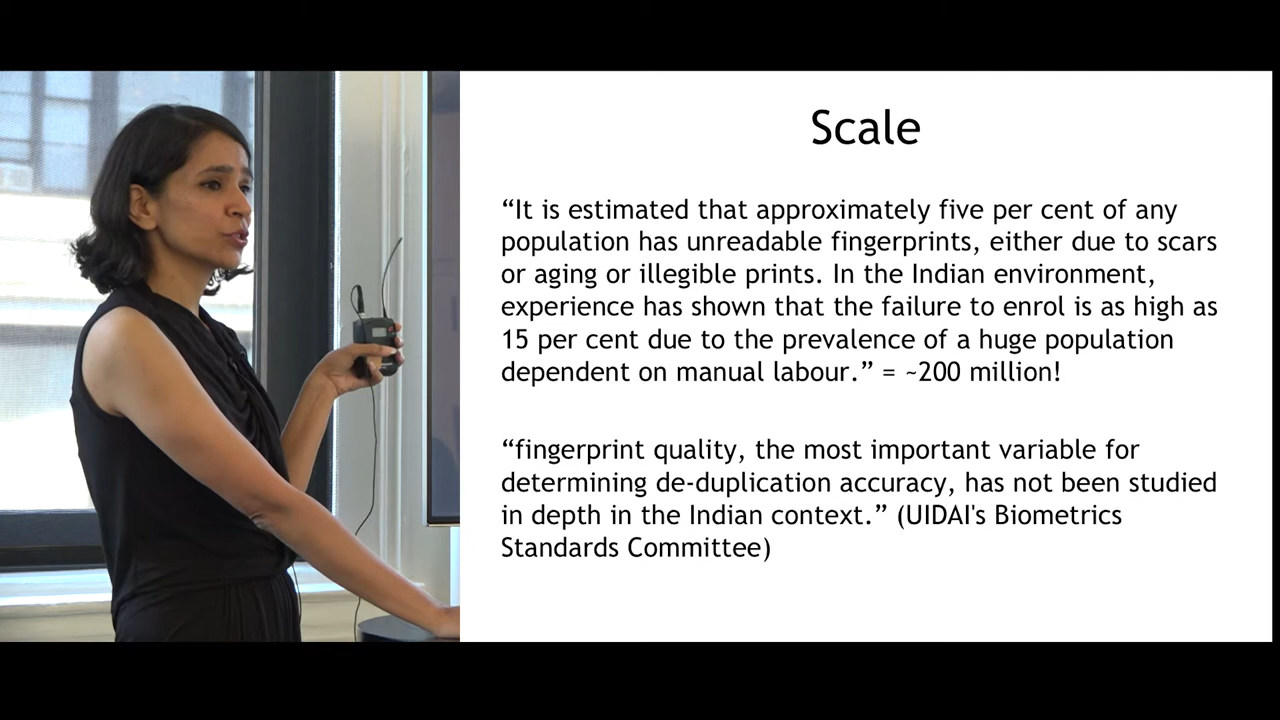 Scale
“It is estimated that approximately five per cent of any
population has unreadable fingerprints, either due to scars
or aging or illegible prints. In the Indian environment,
experience has shown that the failure to enrol is as high as
15 per cent due to the prevalence of a huge population
dependent on manual labour.” = ~200 million!
“fingerprint quality, the most important variable for
determining de-duplication accuracy, has not been studied
in depth in the Indian context.” (UIDAI's Biometrics
Standards Committee)